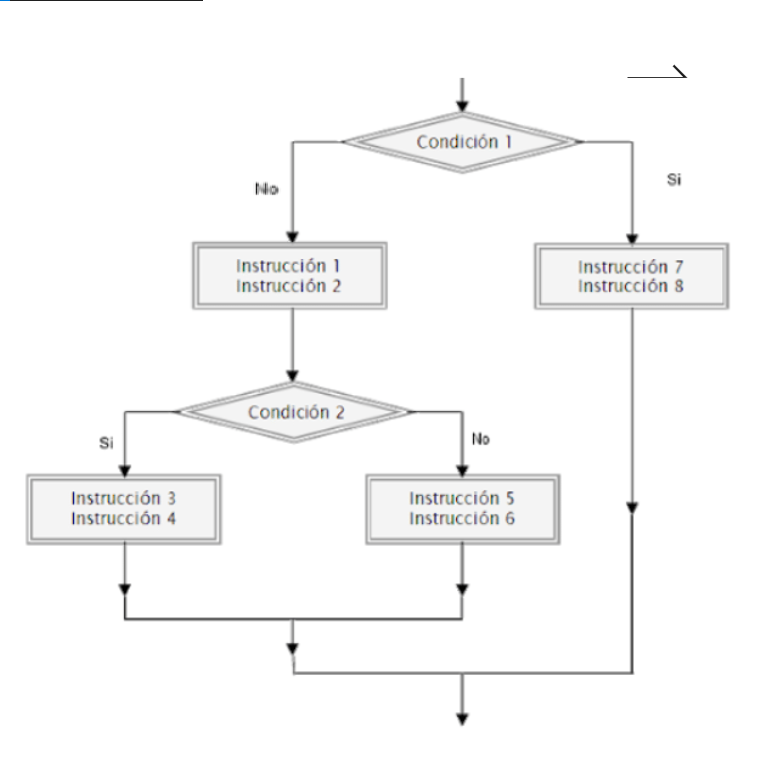 Condición 1
No
Si
Instrucción 1
Instrucción 2
Instrucción 7
Instrucción 8
Condición 2
Si
No
Instrucción 3
Instrucción 4
Instrucción 5
Instrucción 6